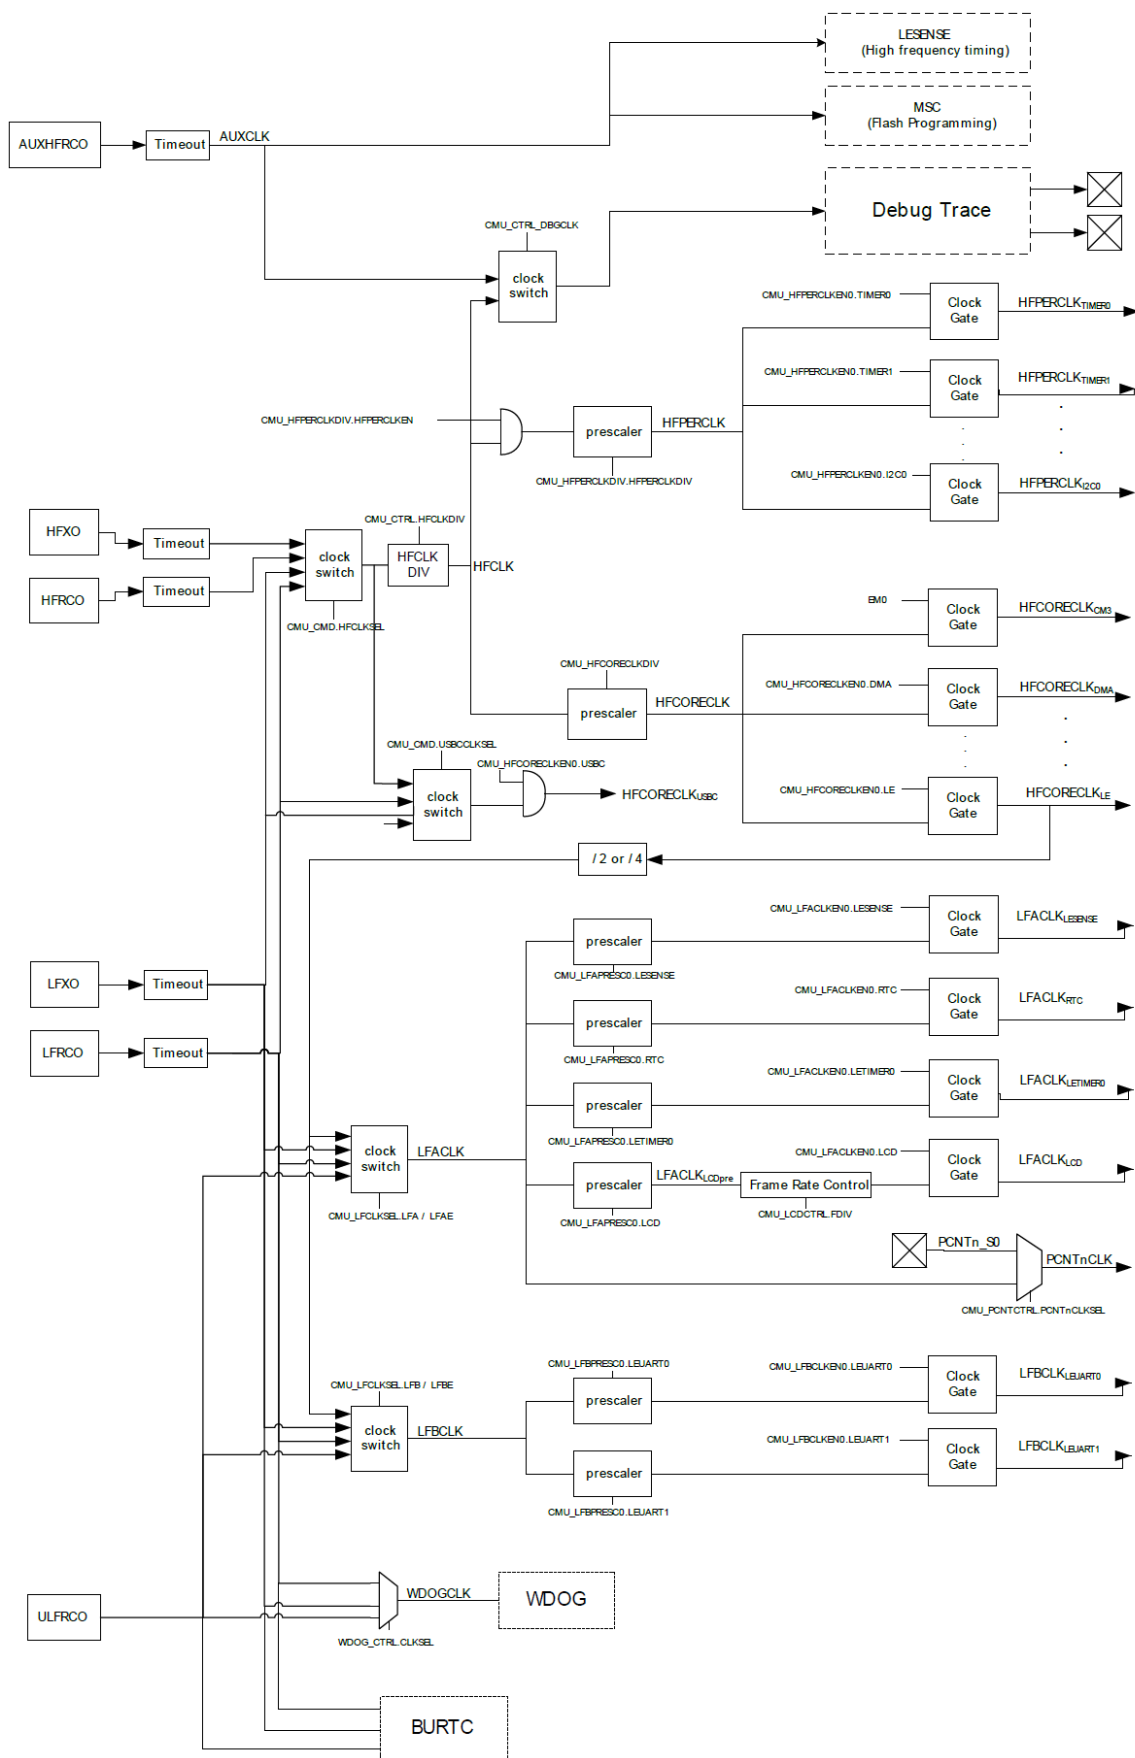 LESENSE
(High frequency timing)
MSC
(Flash Programming)
AUXHFRCO
Timeout
AUXCLK
Debug Trace
CMU_CTRL_DBGCLK
clock
switch
CMU_HFPERCLKEN0.TIMER0
Clock
Gate
HFPERCLKTIMER0
CMU_HFPERCLKEN0.TIMER1
Clock
Gate
HFPERCLKTIMER1
CMU_HFPERCLKDIV.HFPERCLKEN
prescaler
HFPERCLK
CMU_HFPERCLKDIV.HFPERCLKDIV
CMU_HFPERCLKEN0.I2C0
Clock
Gate
HFPERCLKI2C0
HFXO
Timeout
HFRCO
Timeout
clock
switch
CMU_CMD.HFCLKSEL
CMU_CTRL.HFCLKDIV
HFCLK
DIV
HFCLK
EM0
Clock
Gate
HFCORECLKCM3
CMU_HFCORECLKDIV
prescaler
HFCORECLK
CMU_HFCORECLKEN0.DMA
Clock
Gate
HFCORECLKDMA
CMU_CMD.USBCCLKSEL
CMU_HFCORECLKEN0.USBC
clock
switch
HFCORECLKUSBC
CMU_HFCORECLKEN0.LE
Clock
Gate
HFCORECLKLE
/ 2 or / 4
CMU_LFACLKEN0.LESENSE
Clock
Gate
LFACLKLESENSE
prescaler
CMU_LFAPRESC0.LESENSE
LFXO
Timeout
CMU_LFACLKEN0.RTC
Clock
Gate
LFACLKRTC
prescaler
CMU_LFAPRESC0.RTC
LFRCO
Timeout
CMU_LFACLKEN0.LETIMER0
Clock
Gate
LFACLKLETIMER0
prescaler
CMU_LFAPRESC0.LETIMER0
clock
switch
LFACLK
CMU_LFCLKSEL.LFA / LFAE
CMU_LFACLKEN0.LCD
Clock
Gate
LFACLKLCD
prescaler
LFACLKLCDpre
Frame Rate Control
CMU_LFAPRESC0.LCD
CMU_LCDCTRL.FDIV
PCNTn_S0
PCNTnCLK
CMU_PCNTCTRL.PCNTnCLKSEL
CMU_LFBPRESC0.LEUART0
CMU_LFBCLKEN0.LEUART0
Clock
Gate
LFBCLKLEUART0
prescaler
CMU_LFCLKSEL.LFB / LFBE
clock
switch
LFBCLK
CMU_LFBCLKEN0.LEUART1
Clock
Gate
LFBCLKLEUART1
prescaler
CMU_LFBPRESC0.LEUART1
ULFRCO
WDOGCLK
WDOG
WDOG_CTRL.CLKSEL
BURTC